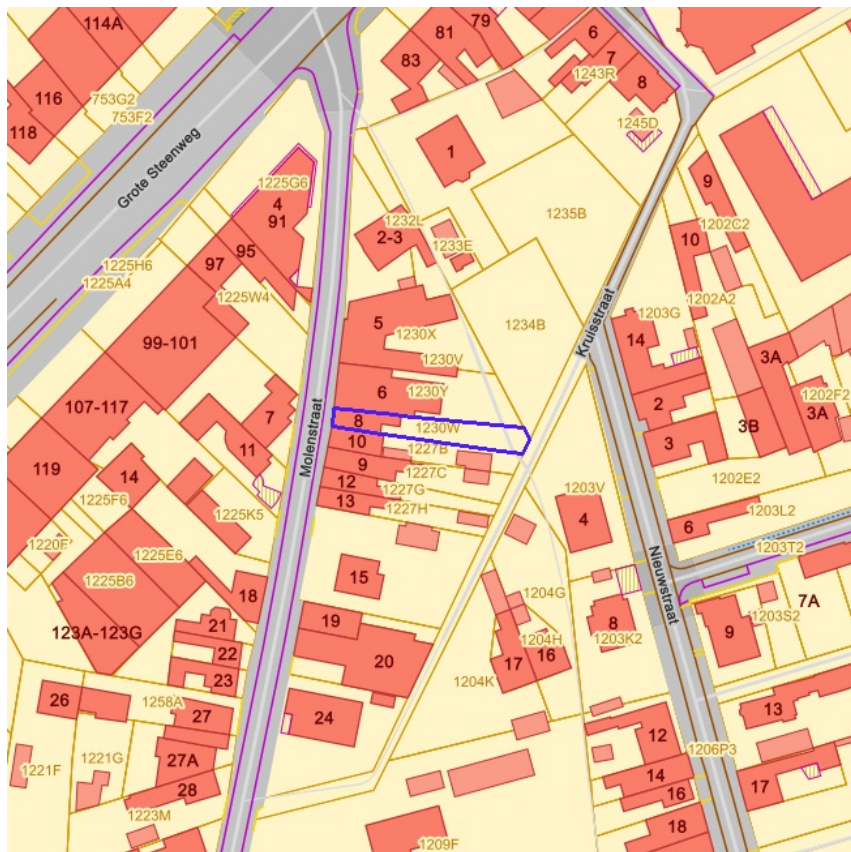 114A
81
79
83
6
7
8
1243R
116
753G2
753F2
118
Grote Steenweg
1245D
1
1225G6
4
91
1232L
2-3
1233E
1235B
9
1202C2
10
97
95
1225H6
1225A4
1225W4
1202A2
Kruisstraat
99-101
5
1230X
1230V
1234B
1203G
14
3A
6
1230Y
107-117
7
8
1230W
2
1202F2
3A
3B
Molenstraat
10
1227B
11
9
1227C
3
119
14
12
1227G
1202E2
1225F6
13
1227H
1203V
1225K5
4
1203L2
6
1225E6
1203T2
1225B6
15
Nieuwstraat
18
1204G
7A
123A-123G
21
19
8
1203S2
22
1204H
1203K2
9
20
17
16
23
1204K
26
1258A
27
24
13
12
1206P3
1221G
27A
1221F
14
28
16
17
1223M
18
1209F